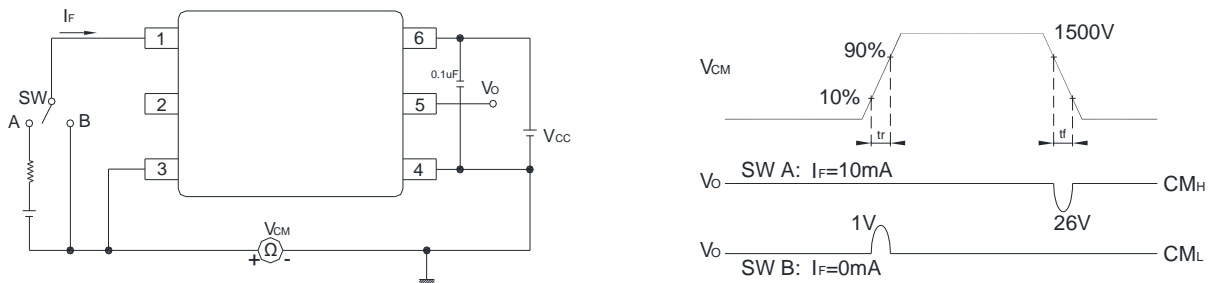 IF
1
6
0.1uF
SW
A
B
2
5
VO
VCC
3
4
VCM
+
Ω
-
1500V
90%
VCM
10%
tr
tf
SW A: IF=10mA
VO
CMH
1V
26V
VO
CML
SW B: IF=0mA